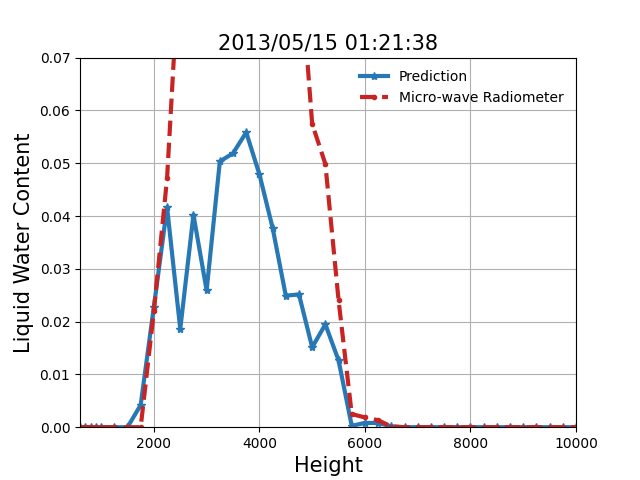 2013/05/15 01:21:38
0.07
0.06
0.05
0.04
0.03
0.02
0.01
0.00
Liquid Water Content
Prediction
Micro-wave Radiometer
2000 4000 6000 8000 10000
Height